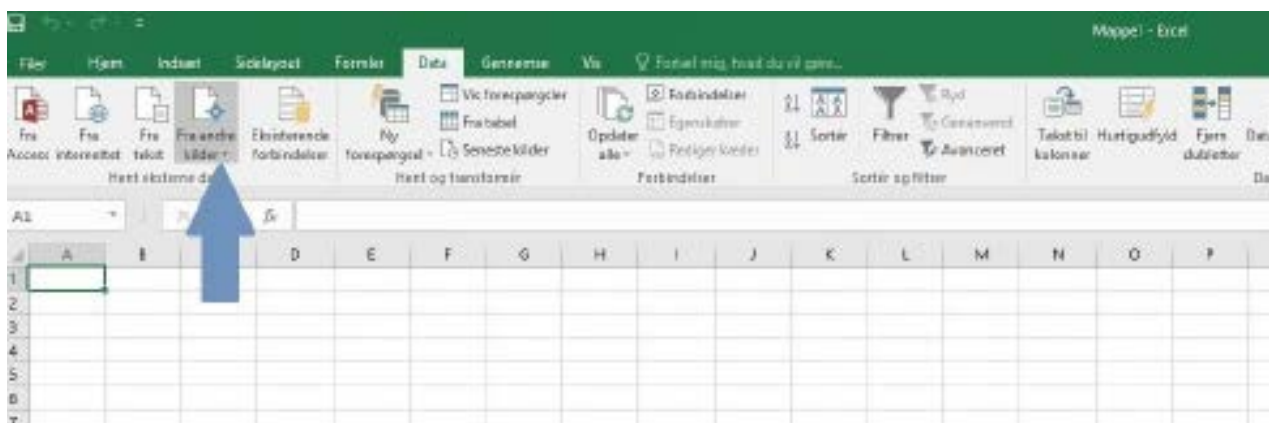 Mappe1 - Excel
Filer Hjem Indsæt Sidelayout Formler Data Gennemse Vis Fortæl mig, hvad du vil gøre...
Vis forespørgsler Forbindelser Ryd
Fra tabel Egenskaber Genanvend
Seneste kilder Rediger kæder Avanceret
Fra Access
Fra internettet
Fra tekst
Fra andre kilder
Eksisterende forbindelser
Ny forespørgsel
Opdater alle
Sortér
Filtrer
Tekst til kolonner
Hurtigudfyld
Fjern dubletter
Hent og transformér Forbindelser Sortér og filtrer
A1 fx
A B D E F G H I J K L M N O P
1
2
3
4
5
6
7